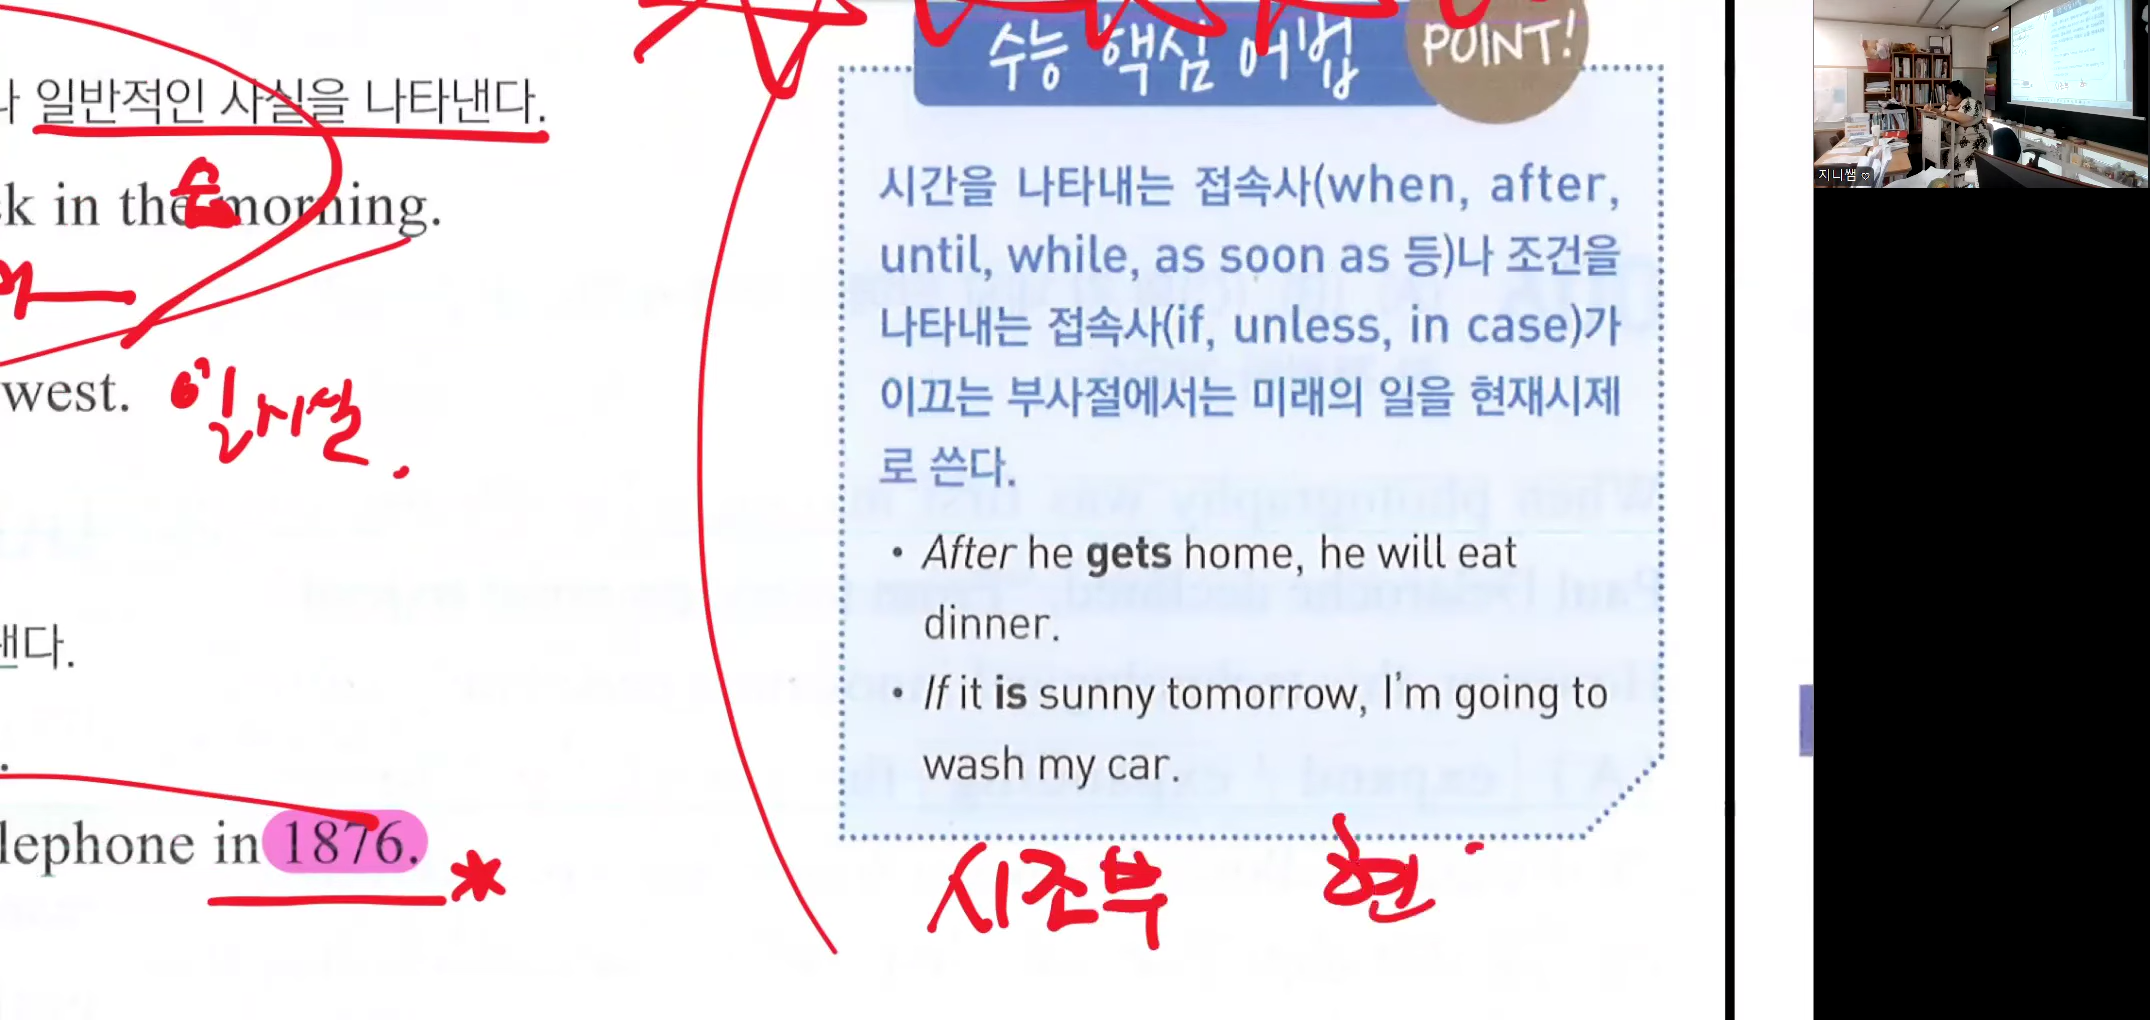 일반적인 사실을 나타낸다.
k in the morning.
west. 일사실.
낸다.
lephone in 1876.
수능 핵심 어법 POINT!
시간을 나타내는 접속사(when, after,
until, while, as soon as 등)나 조건을
나타내는 접속사(if, unless, in case)가
이끄는 부사절에서는 미래의 일을 현재시제
로 쓴다.
• After he gets home, he will eat
dinner.
• If it is sunny tomorrow, I'm going to
wash my car.
시조부 현
지니쌤 ♡